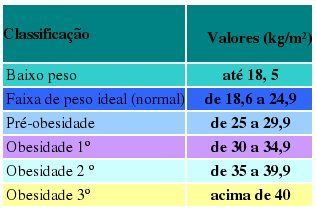 Classificação Valores (kg/m²)
Baixo peso até 18, 5
Faixa de peso ideal (normal) de 18,6 a 24,9
Pré-obesidade de 25 a 29,9
Obesidade 1º de 30 a 34,9
Obesidade 2 º de 35 a 39,9
Obesidade 3º acima de 40